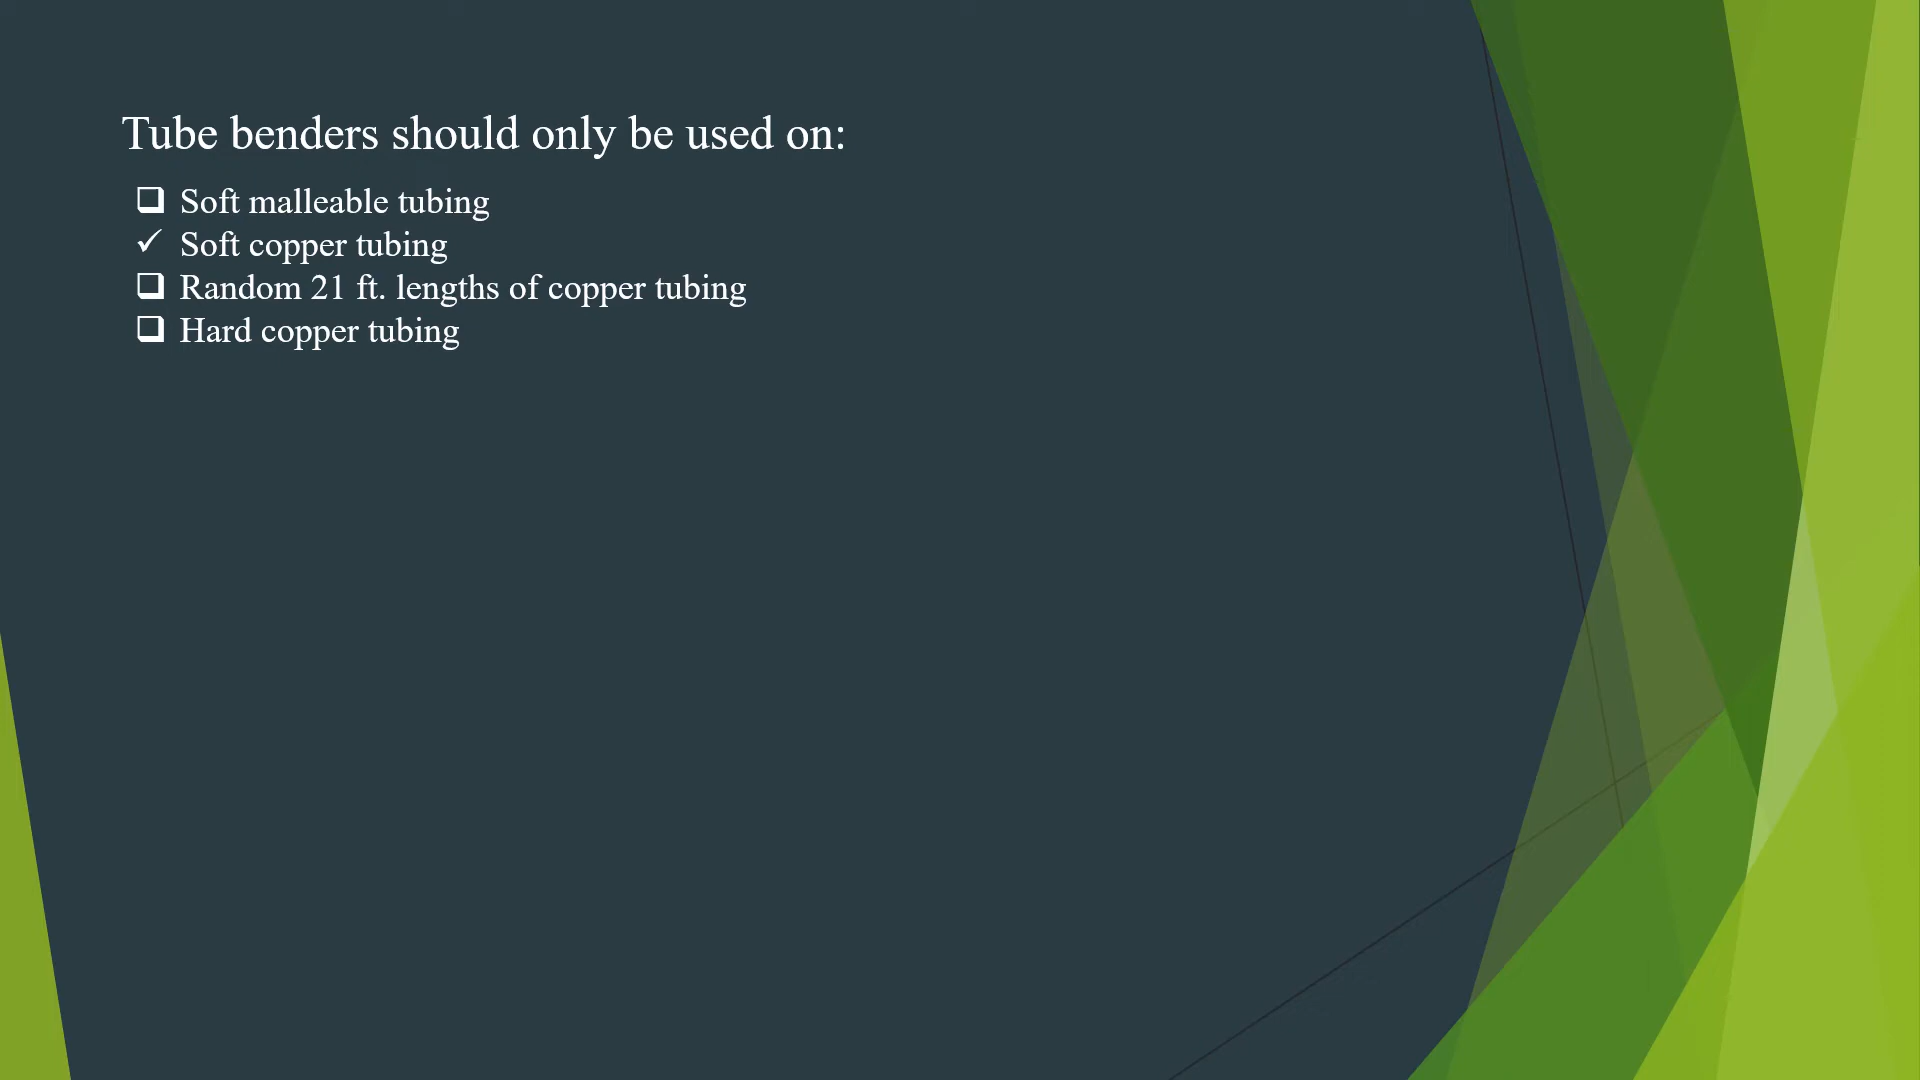 Tube benders should only be used on:
❑ Soft malleable tubing
✓ Soft copper tubing
❑ Random 21 ft. lengths of copper tubing
❑ Hard copper tubing